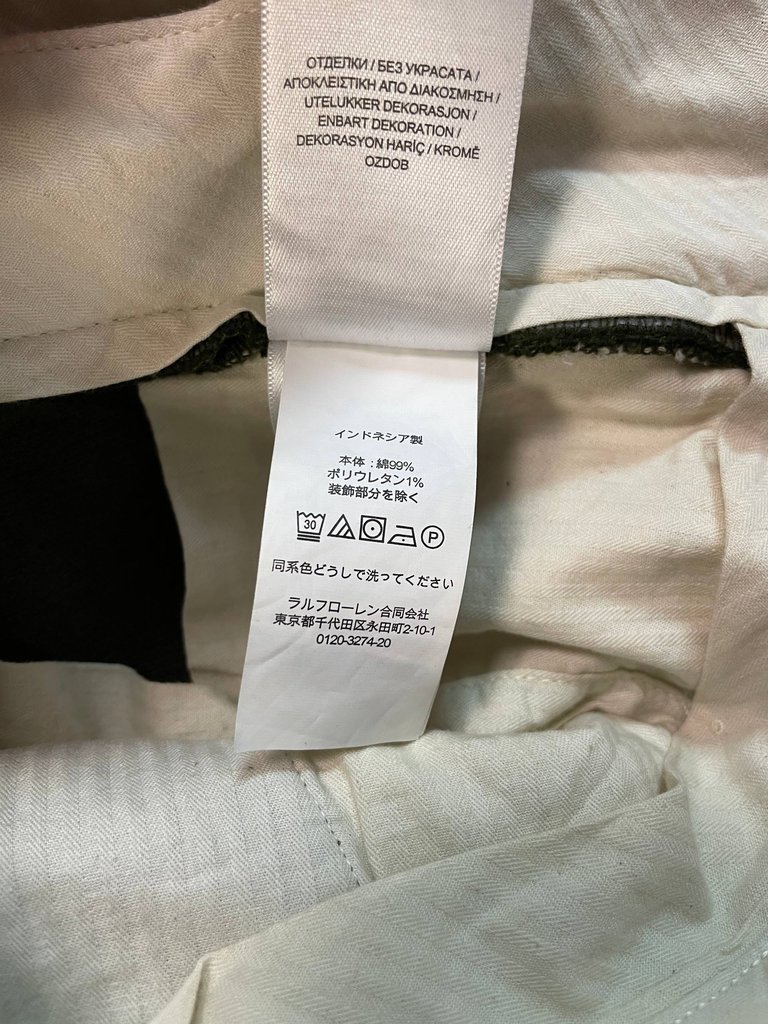 ОТДЕЛКИ / БЕЗ УКРАСАТА /
ΑΠΟΚΛΕΙΣΤΙΚΗ ΑΠΟ ΔΙΑΚΟΣΜΗΣΗ /
UTELUKKER DEKORASJON /
ENBART DEKORATION /
DEKORASYON HARİÇ / KROMĚ
OZDOB
インドネシア製
本体 : 綿99%
ポリウレタン1%
装飾部分を除く
30 P
同系色どうしで洗ってください
ラルフローレン合同会社
東京都千代田区永田町2-10-1
0120-3274-20